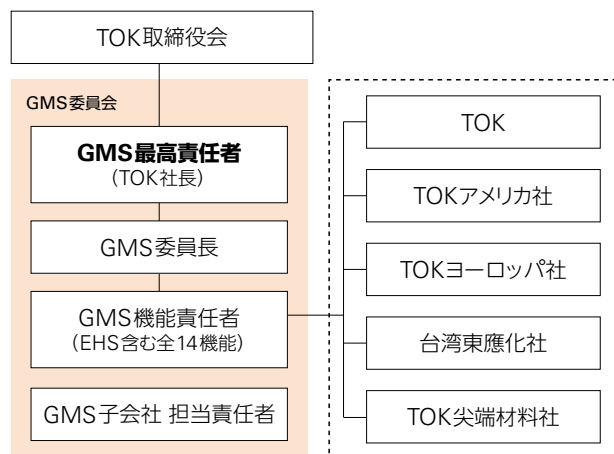 TOK取締役会
GMS委員会
GMS最高責任者
（TOK社長）
GMS委員長
GMS機能責任者
（EHS含む全14機能）
GMS子会社 担当責任者
TOK
TOKアメリカ社
TOKヨーロッパ社
台湾東應化社
TOK尖端材料社